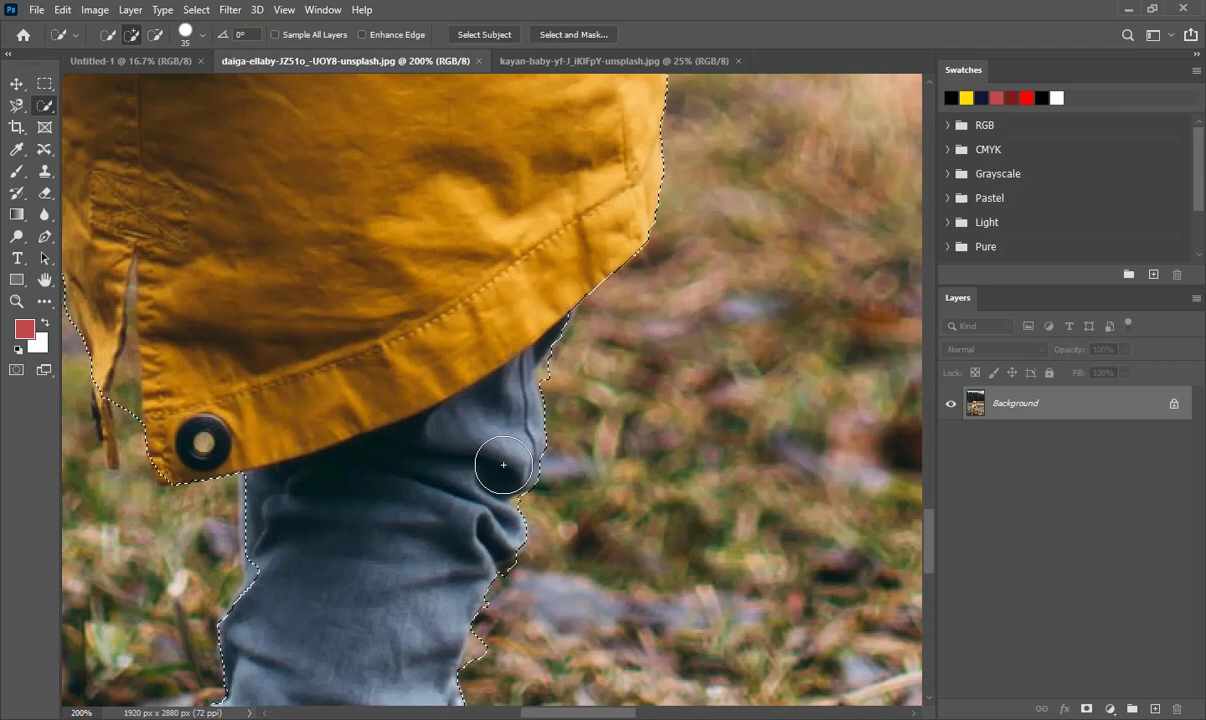 Ps File Edit Image Layer Type Select Filter 3D View Window Help
35 0° Sample All Layers Enhance Edge Select Subject Select and Mask...
Untitled-1 @ 16.7% (RGB/8) × daiga-ellaby-JZ51o_-UOY8-unsplash.jpg @ 200% (RGB/8) × kayan-baby-yf-J_iKIFpY-unsplash.jpg @ 25% (RGB/8) ×
Swatches
RGB
CMYK
Grayscale
Pastel
Light
Pure
Layers
Kind
Normal Opacity: 100%
Lock: Fill: 100%
Background
200% 1920 px x 2880 px (72 ppi)